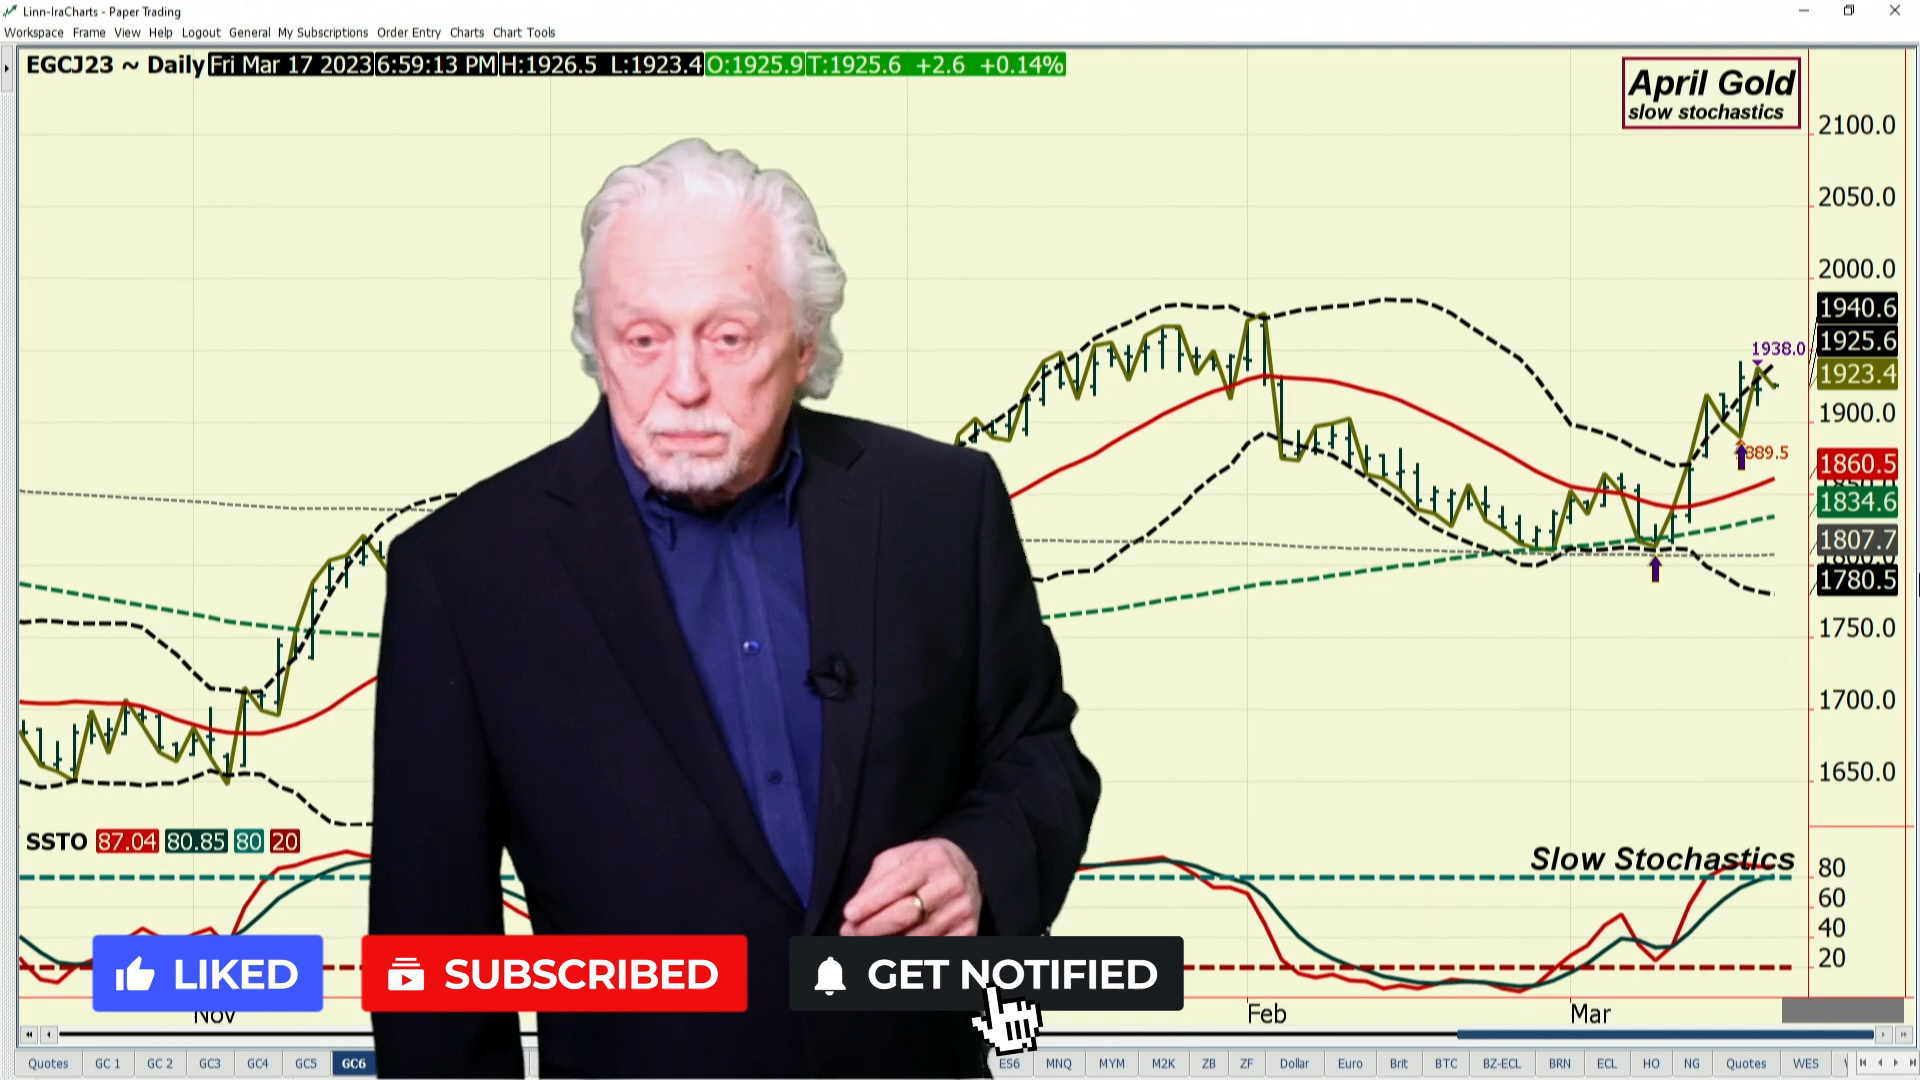 Linn-IraCharts - Paper Trading
Workspace Frame View Help Logout General My Subscriptions Order Entry Charts Chart Tools
EGCJ23 ~ Daily Fri Mar 17 2023 6:59:13 PM H:1926.5 L:1923.4 O:1925.9 T:1925.6 +2.6 +0.14%
April Gold
slow stochastics
2100.0
2050.0
2000.0
1940.6
1925.6
1938.0
1923.4
1900.0
889.5
1860.5
1834.6
1807.7
1780.5
1750.0
1700.0
1650.0
SSTO 87.04 80.85 80 20
Slow Stochastics
80
60
40
20
LIKED SUBSCRIBED GET NOTIFIED
Nov Feb Mar
Quotes GC 1 GC 2 GC3 GC4 GC5 GC6 ES6 MNQ MYM M2K ZB ZF Dollar Euro Brit BTC BZ-ECL BRN ECL HO NG Quotes WES